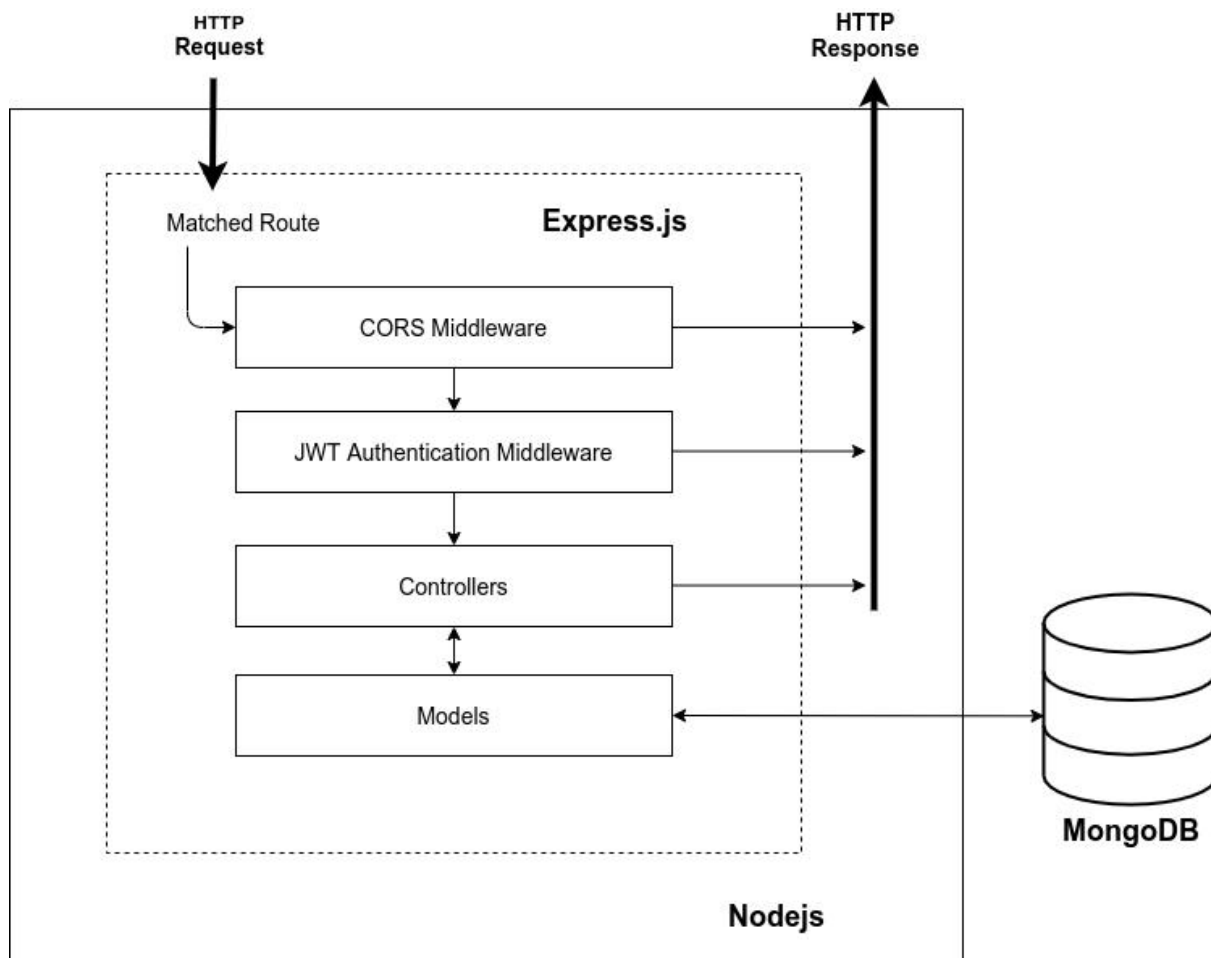 HTTP
Request
HTTP
Response
Matched Route
Express.js
CORS Middleware
JWT Authentication Middleware
Controllers
Models
MongoDB
Nodejs